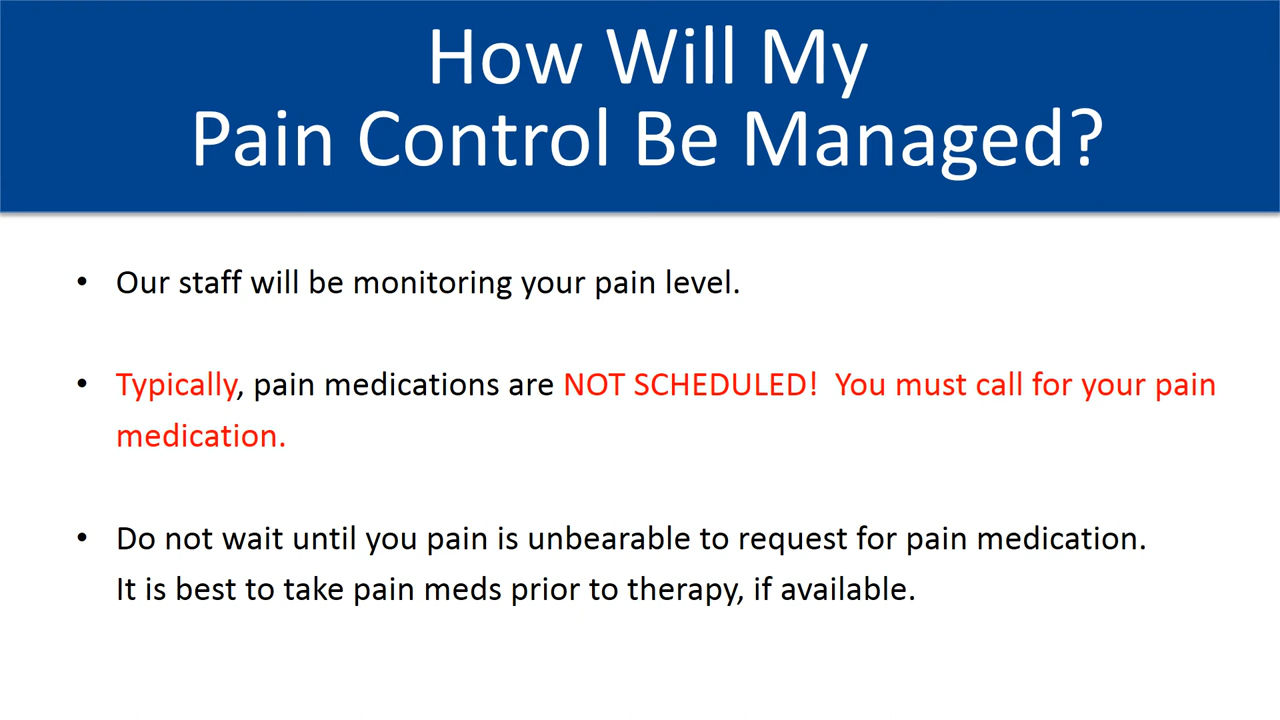 How Will My
Pain Control Be Managed?
• Our staff will be monitoring your pain level.
• Typically, pain medications are NOT SCHEDULED!  You must call for your pain
medication.
• Do not wait until you pain is unbearable to request for pain medication.
It is best to take pain meds prior to therapy, if available.